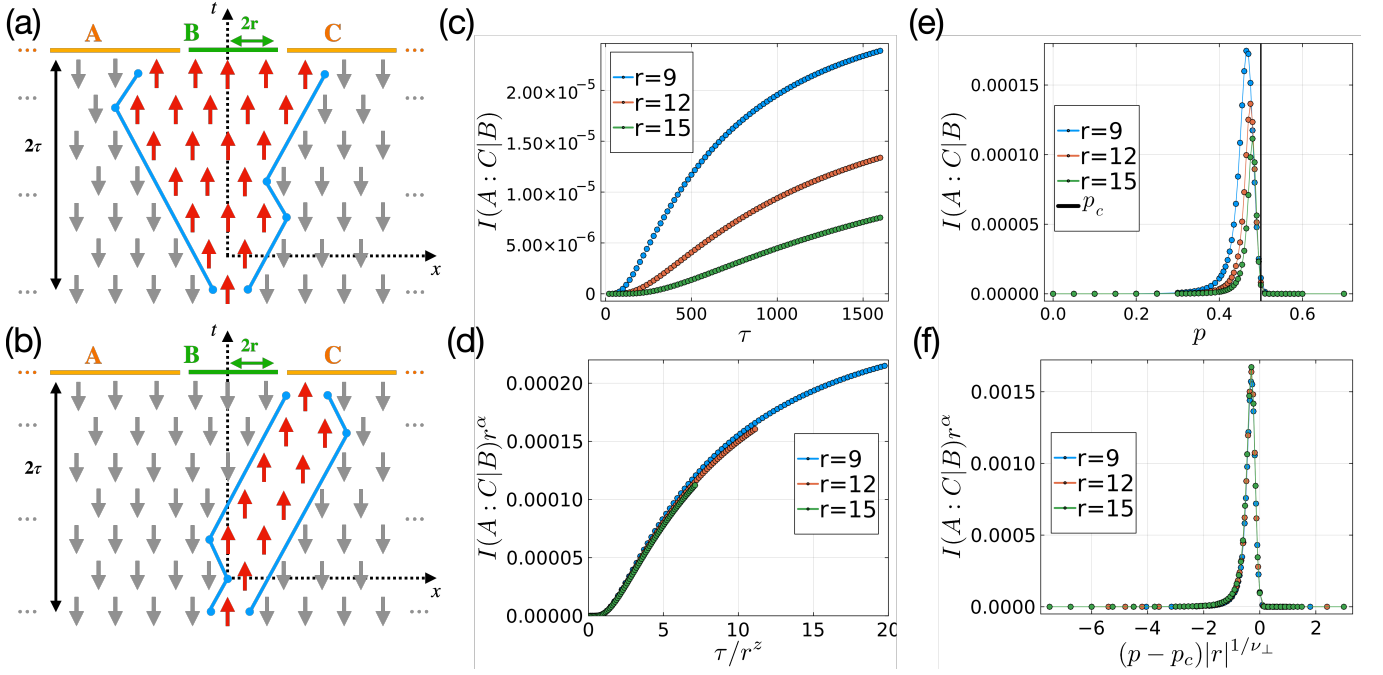 (a)
t
A
B
2r
C
2τ
x
(b)
t
A
B
2r
C
2τ
x
(c)
I(A : C|B)
2.00×10⁻⁵
1.50×10⁻⁵
1.00×10⁻⁵
5.00×10⁻⁶
0
r=9
r=12
r=15
0 500 1000 1500
τ
(d)
I(A : C|B)r^α
0.00020
0.00015
0.00010
0.00005
0.00000
r=9
r=12
r=15
0 5 10 15 20
τ/r^z
(e)
I(A : C|B)
0.00015
0.00010
0.00005
0.00000
r=9
r=12
r=15
p_c
0.0 0.2 0.4 0.6
p
(f)
I(A : C|B)r^α
0.0015
0.0010
0.0005
0.0000
r=9
r=12
r=15
−6 −4 −2 0 2
(p − p_c)|r|^{1/ν_⊥}